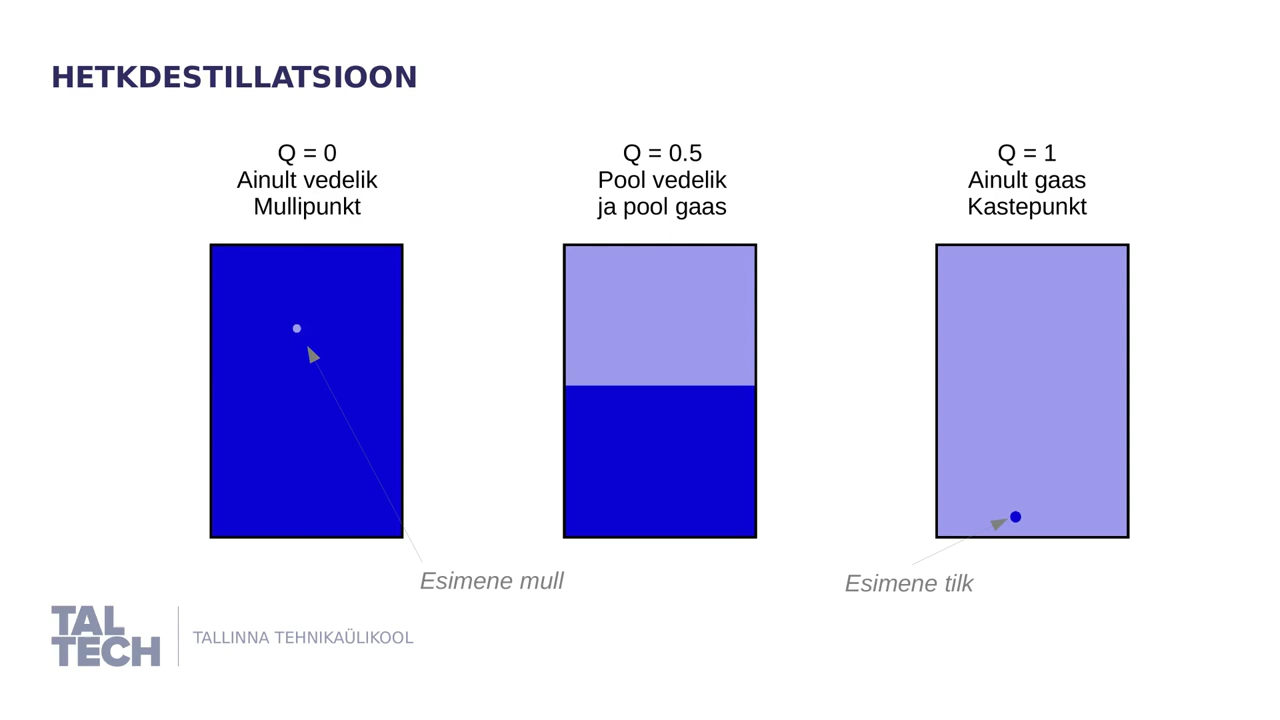 HETKDESTILLATSIOON
Q = 0
Ainult vedelik
Mullipunkt
Q = 0.5
Pool vedelik
ja pool gaas
Q = 1
Ainult gaas
Kastepunkt
Esimene mull
Esimene tilk
TAL
TECH
TALLINNA TEHNIKAÜLIKOOL